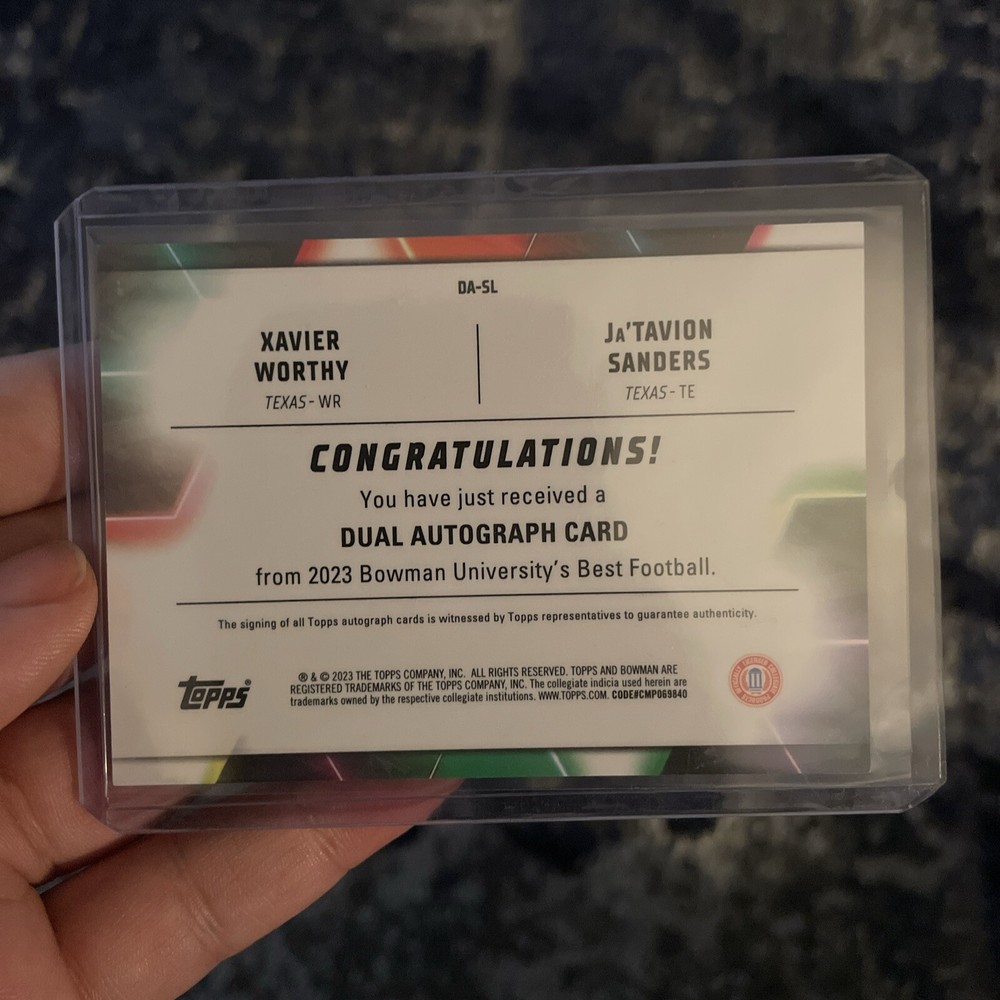 DA-SL
XAVIER
WORTHY
TEXAS - WR
JA'TAVION
SANDERS
TEXAS - TE
CONGRATULATIONS!
You have just received a
DUAL AUTOGRAPH CARD
from 2023 Bowman University's Best Football.
The signing of all Topps autograph cards is witnessed by Topps representatives to guarantee authenticity.
topps®
® & © 2023 THE TOPPS COMPANY, INC. ALL RIGHTS RESERVED. TOPPS AND BOWMAN ARE
REGISTERED TRADEMARKS OF THE TOPPS COMPANY, INC. The collegiate indicia used herein are
trademarks owned by the respective collegiate institutions. WWW.TOPPS.COM. CODE#CMP069840